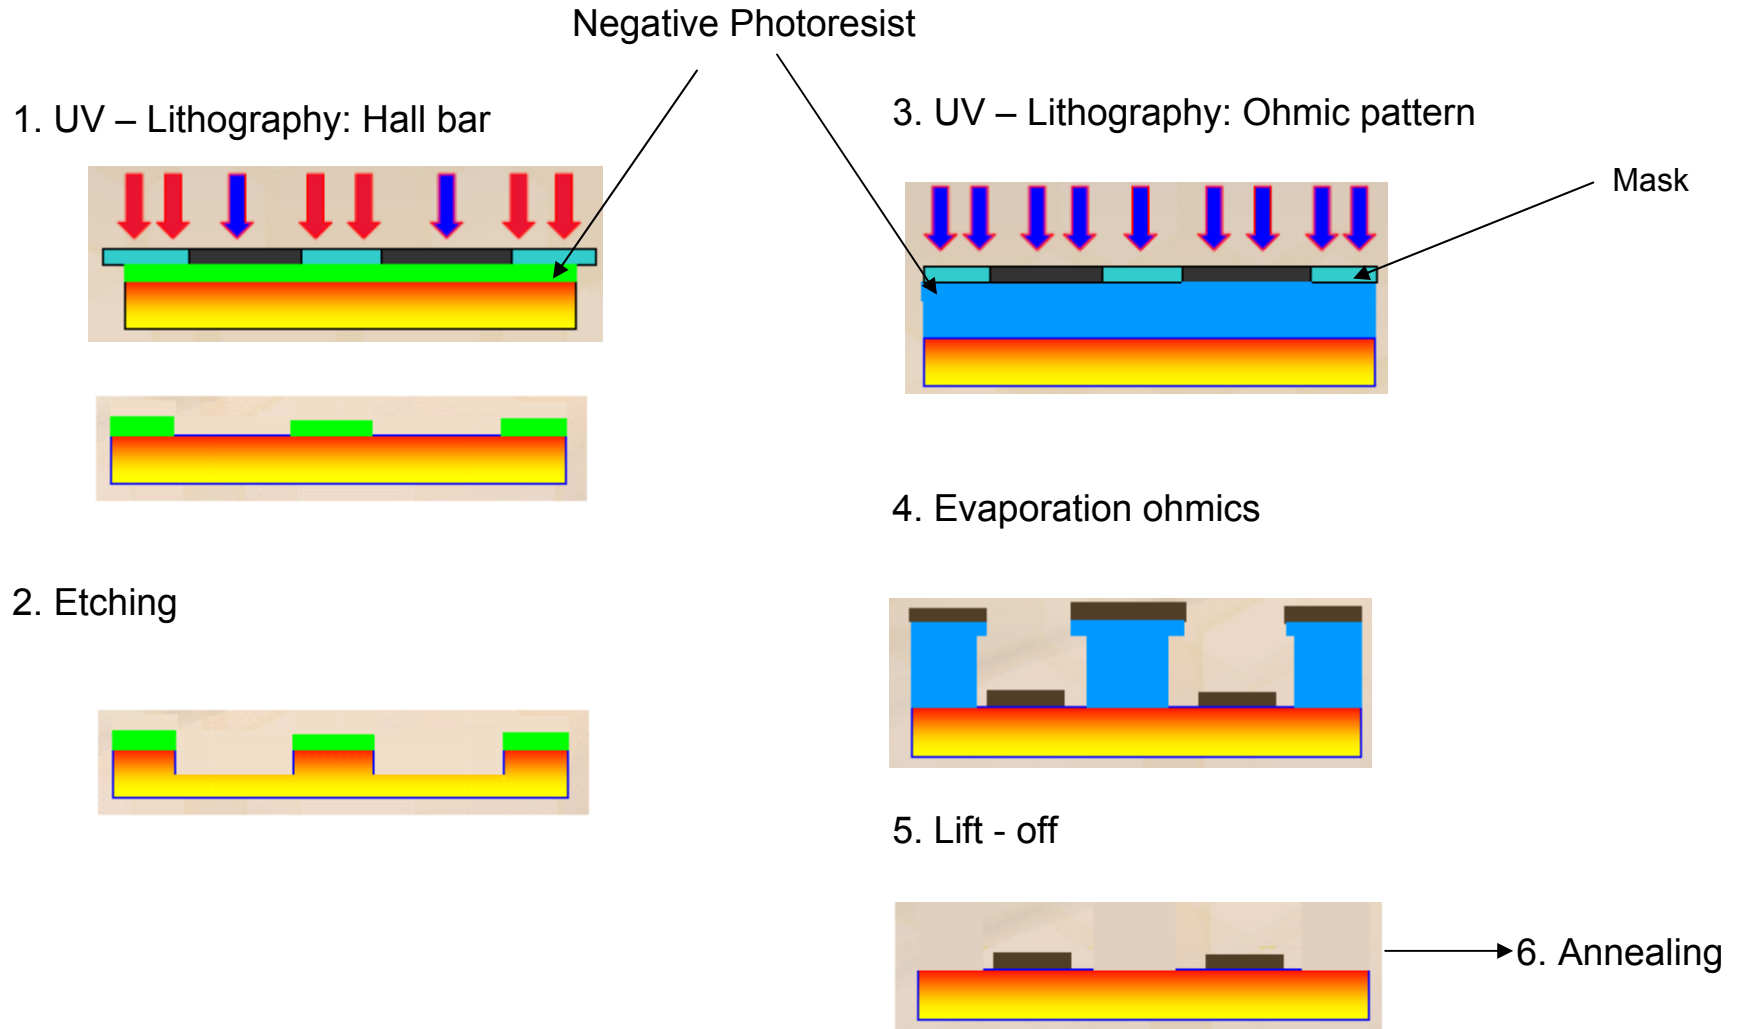 Negative Photoresist
1. UV – Lithography: Hall bar
3. UV – Lithography: Ohmic pattern
Mask
4. Evaporation ohmics
2. Etching
5. Lift - off
6. Annealing